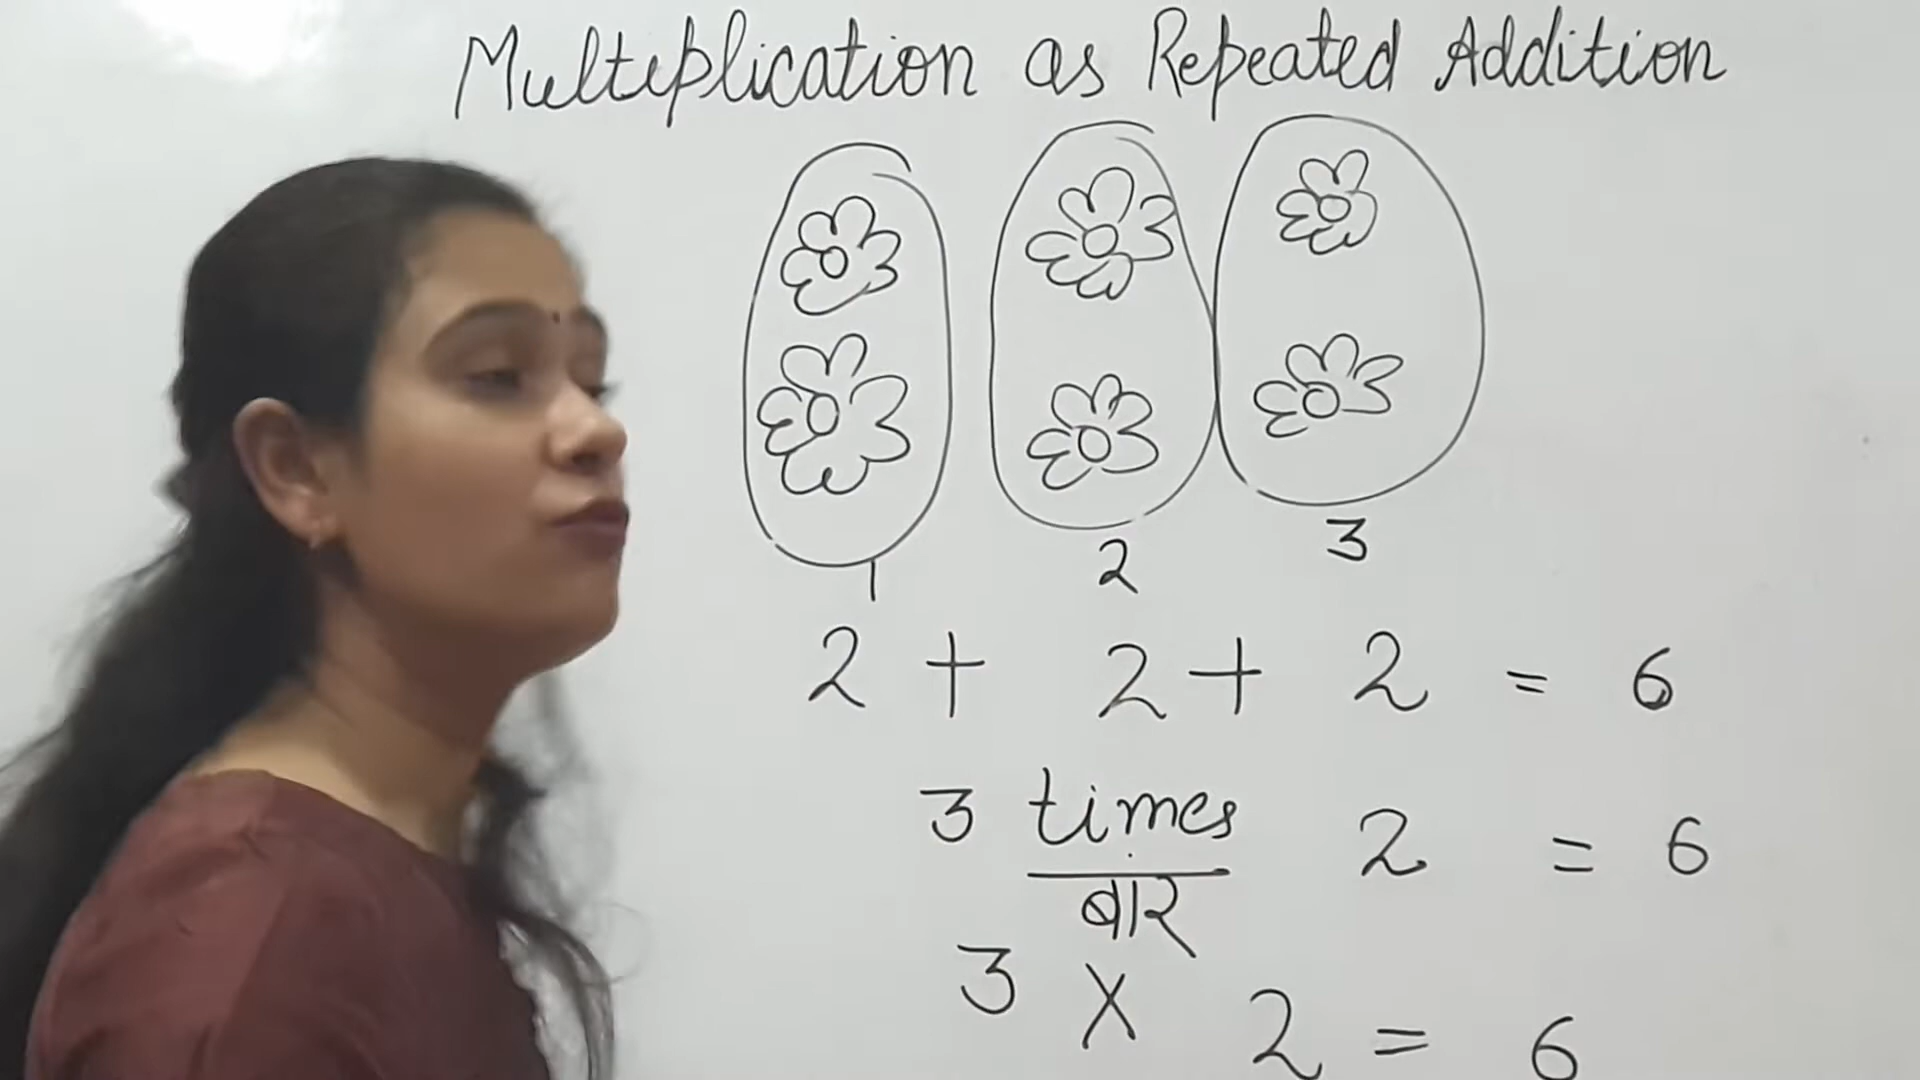 Multiplication as Repeated Addition
1 2 3
2 + 2 + 2 = 6
3 times 2 = 6
बार
3 X 2 = 6